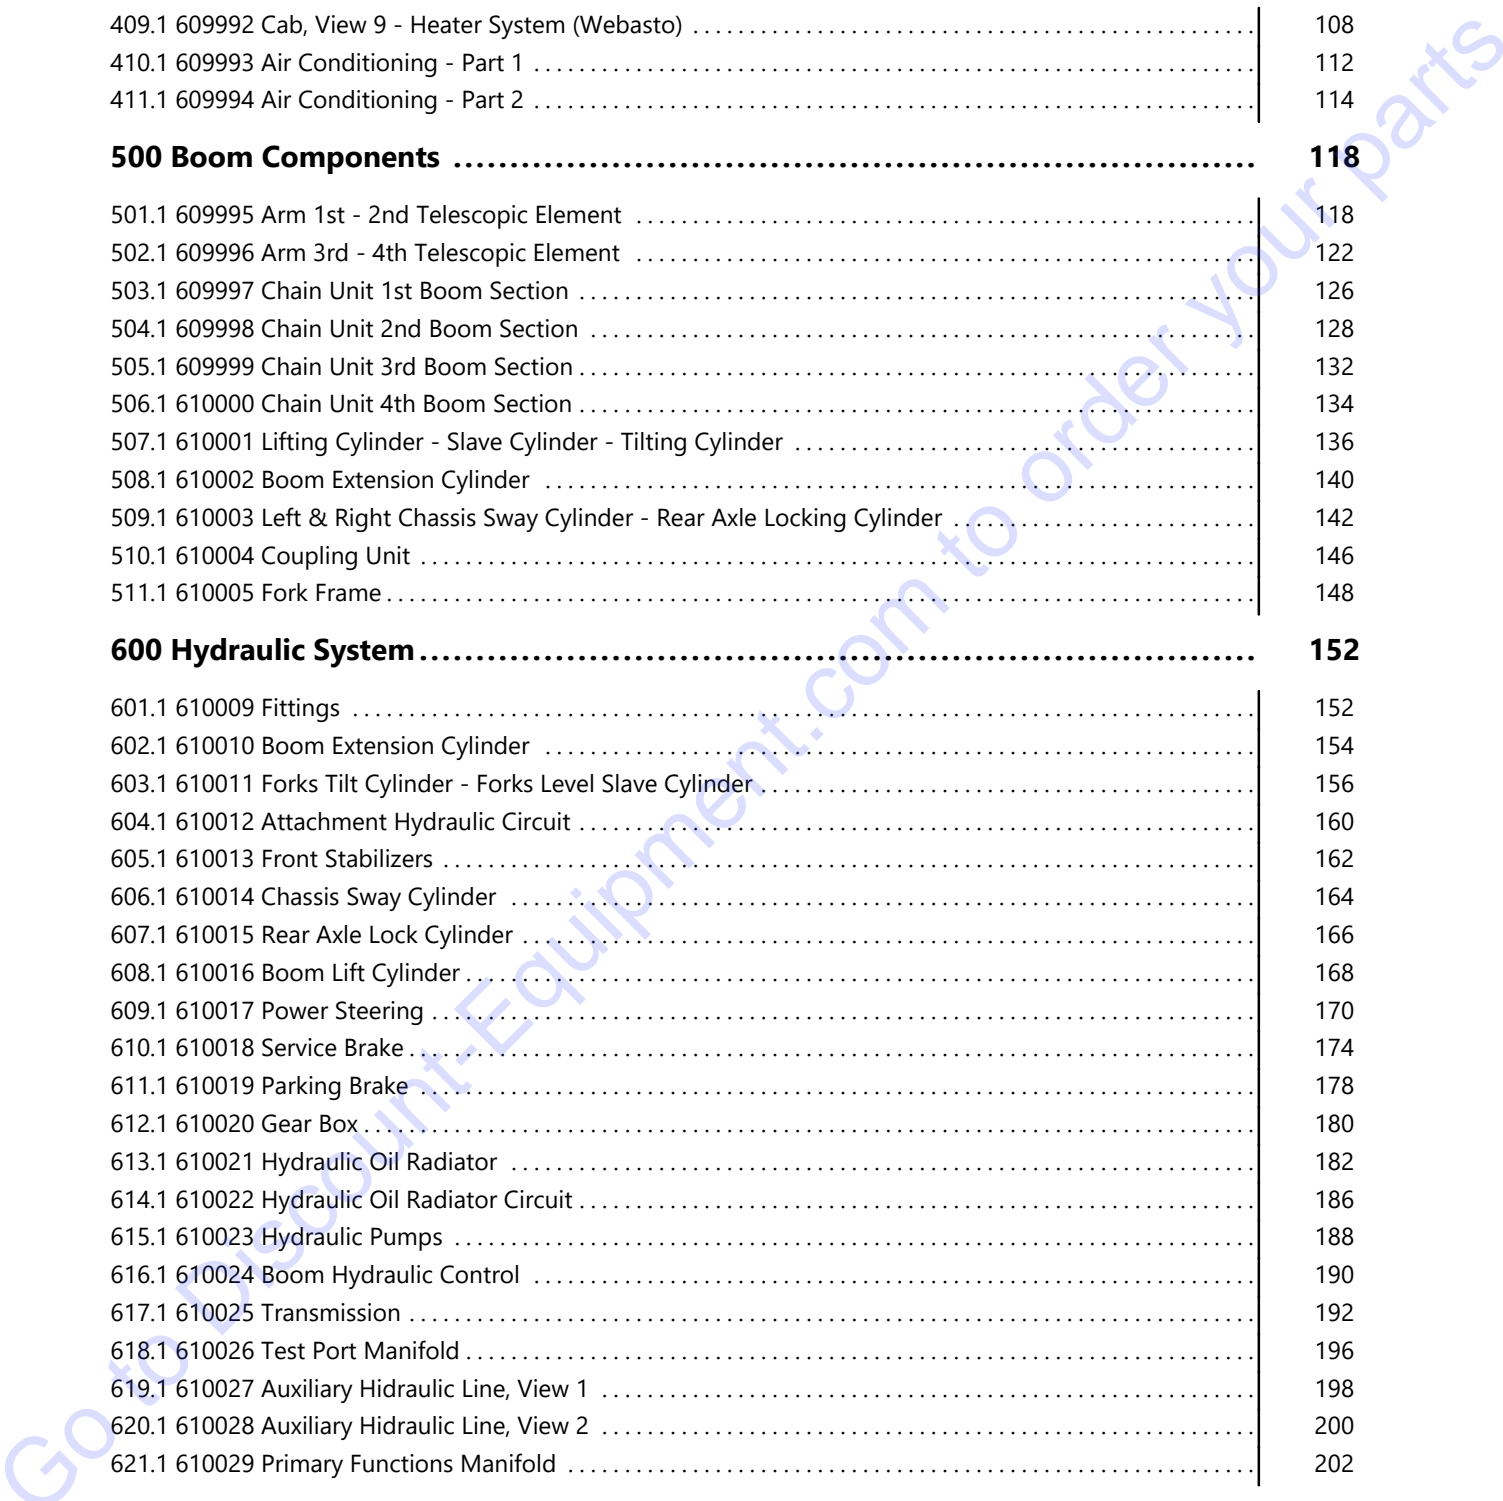 409.1 609992 Cab, View 9 - Heater System (Webasto) 108
410.1 609993 Air Conditioning - Part 1 112
411.1 609994 Air Conditioning - Part 2 114
500 Boom Components 118
501.1 609995 Arm 1st - 2nd Telescopic Element 118
502.1 609996 Arm 3rd - 4th Telescopic Element 122
503.1 609997 Chain Unit 1st Boom Section 126
504.1 609998 Chain Unit 2nd Boom Section 128
505.1 609999 Chain Unit 3rd Boom Section 132
506.1 610000 Chain Unit 4th Boom Section 134
507.1 610001 Lifting Cylinder - Slave Cylinder - Tilting Cylinder 136
508.1 610002 Boom Extension Cylinder 140
509.1 610003 Left & Right Chassis Sway Cylinder - Rear Axle Locking Cylinder 142
510.1 610004 Coupling Unit 146
511.1 610005 Fork Frame 148
600 Hydraulic System 152
601.1 610009 Fittings 152
602.1 610010 Boom Extension Cylinder 154
603.1 610011 Forks Tilt Cylinder - Forks Level Slave Cylinder 156
604.1 610012 Attachment Hydraulic Circuit 160
605.1 610013 Front Stabilizers 162
606.1 610014 Chassis Sway Cylinder 164
607.1 610015 Rear Axle Lock Cylinder 166
608.1 610016 Boom Lift Cylinder 168
609.1 610017 Power Steering 170
610.1 610018 Service Brake 174
611.1 610019 Parking Brake 178
612.1 610020 Gear Box 180
613.1 610021 Hydraulic Oil Radiator 182
614.1 610022 Hydraulic Oil Radiator Circuit 186
615.1 610023 Hydraulic Pumps 188
616.1 610024 Boom Hydraulic Control 190
617.1 610025 Transmission 192
618.1 610026 Test Port Manifold 196
619.1 610027 Auxiliary Hidraulic Line, View 1 198
620.1 610028 Auxiliary Hidraulic Line, View 2 200
621.1 610029 Primary Functions Manifold 202
Go to Discount-Equipment.com to order your parts